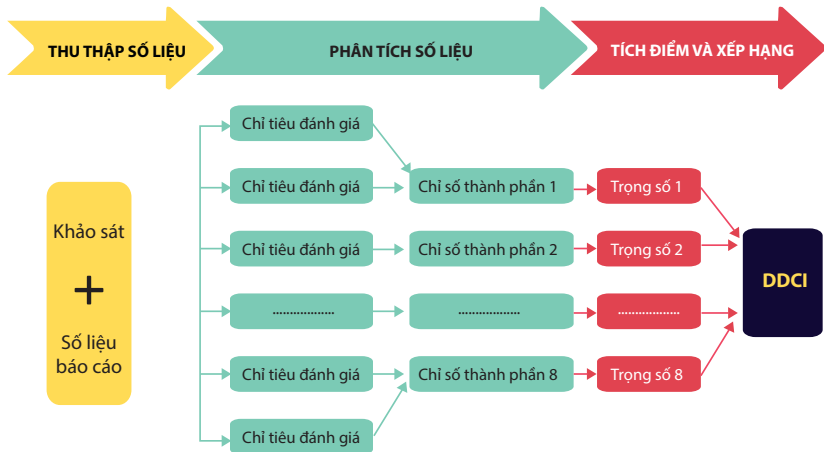 THU THẬP SỐ LIỆU
PHÂN TÍCH SỐ LIỆU
TÍCH ĐIỂM VÀ XẾP HẠNG
Khảo sát
+
Số liệu
báo cáo
Chỉ tiêu đánh giá
Chỉ tiêu đánh giá
Chỉ số thành phần 1
Trọng số 1
Chỉ tiêu đánh giá
Chỉ số thành phần 2
Trọng số 2
..................
..................
..................
Chỉ tiêu đánh giá
Chỉ số thành phần 8
Trọng số 8
Chỉ tiêu đánh giá
DDCI